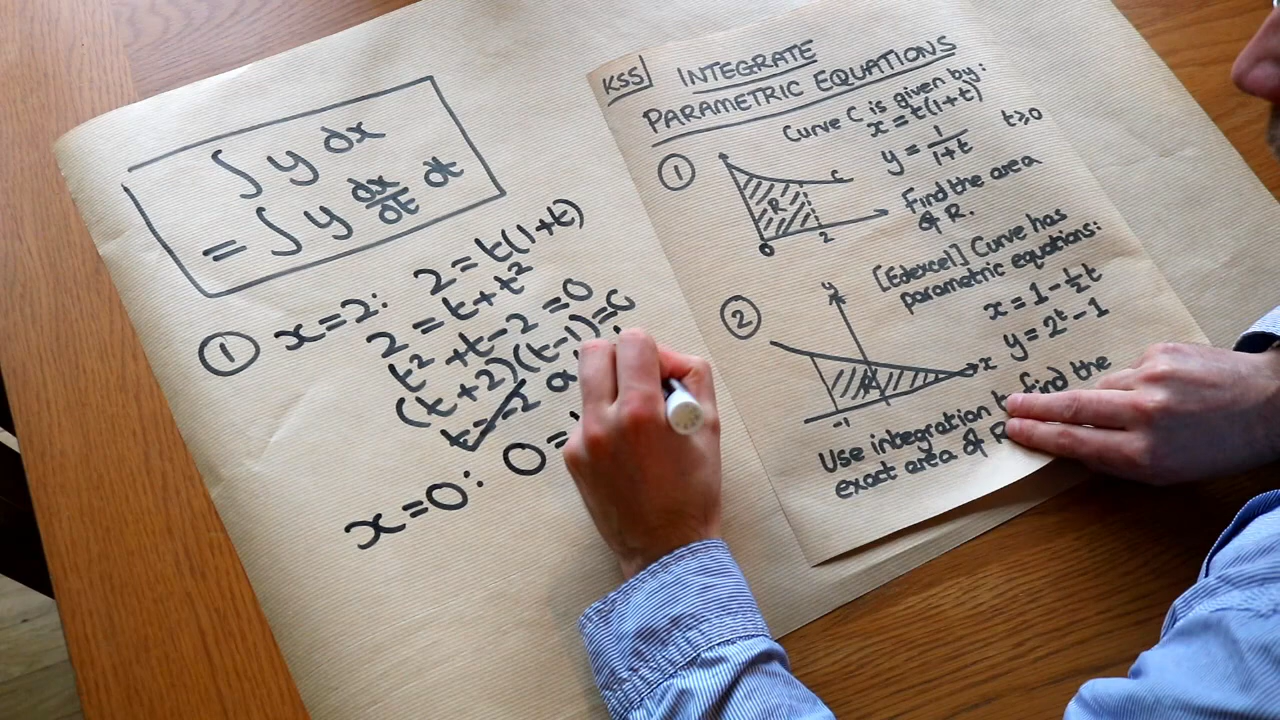 ∫ y dx
= ∫ y dx/dt dt
① x=2: 2 = t(1+t)
2 = t+t²
t² +t-2 =0
(t+2)(t-1)=0
t=-2
x=0: 0=
KS5 INTEGRATE
PARAMETRIC EQUATIONS
① Curve C is given by:
x = t(1+t)
y = 1/(1+t) t≥0
C
R
0 2
Find the area
of R.
② [Edexcel] Curve has
parametric equations:
x = 1 - ½t
y = 2ᵗ - 1
y
x
R
-1
Use integration to find the
exact area of R